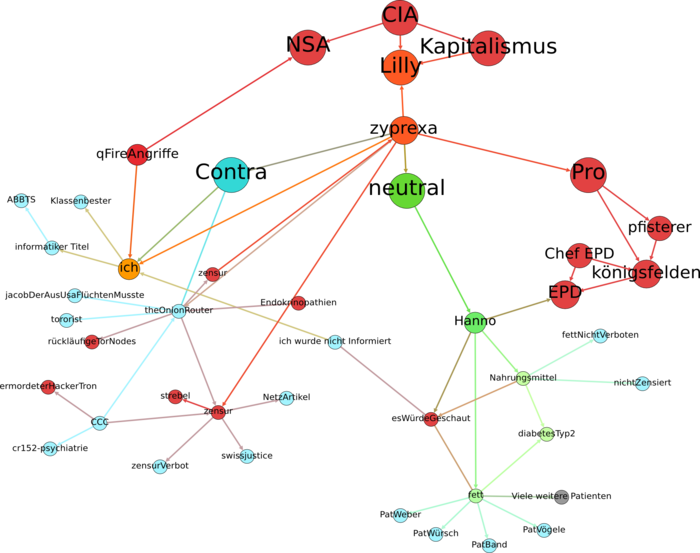 CIA
NSA
Kapitalismus
Lilly
zyprexa
qFireAngriffe
Contra
neutral
Pro
ABBTS
Klassenbester
pfisterer
informatiker Titel
Chef EPD
ich
zensur
königsfelden
jacobDerAusUsaFlüchtenMusste
EPD
Endokrinopathien
theOnionRouter
tororist
Hanno
rückläufigeTorNodes
ich wurde nicht Informiert
fettNichtVerboten
Nahrungsmittel
nichtZensiert
ermordeterHackerTron
strebel
NetzArtikel
zensur
esWürdeGeschaut
CCC
diabetesTyp2
cr152-psychiatrie
swissjustice
zensurVerbot
fett
Viele weitere Patienten
PatWeber
PatWürsch
PatBand
PatVögele